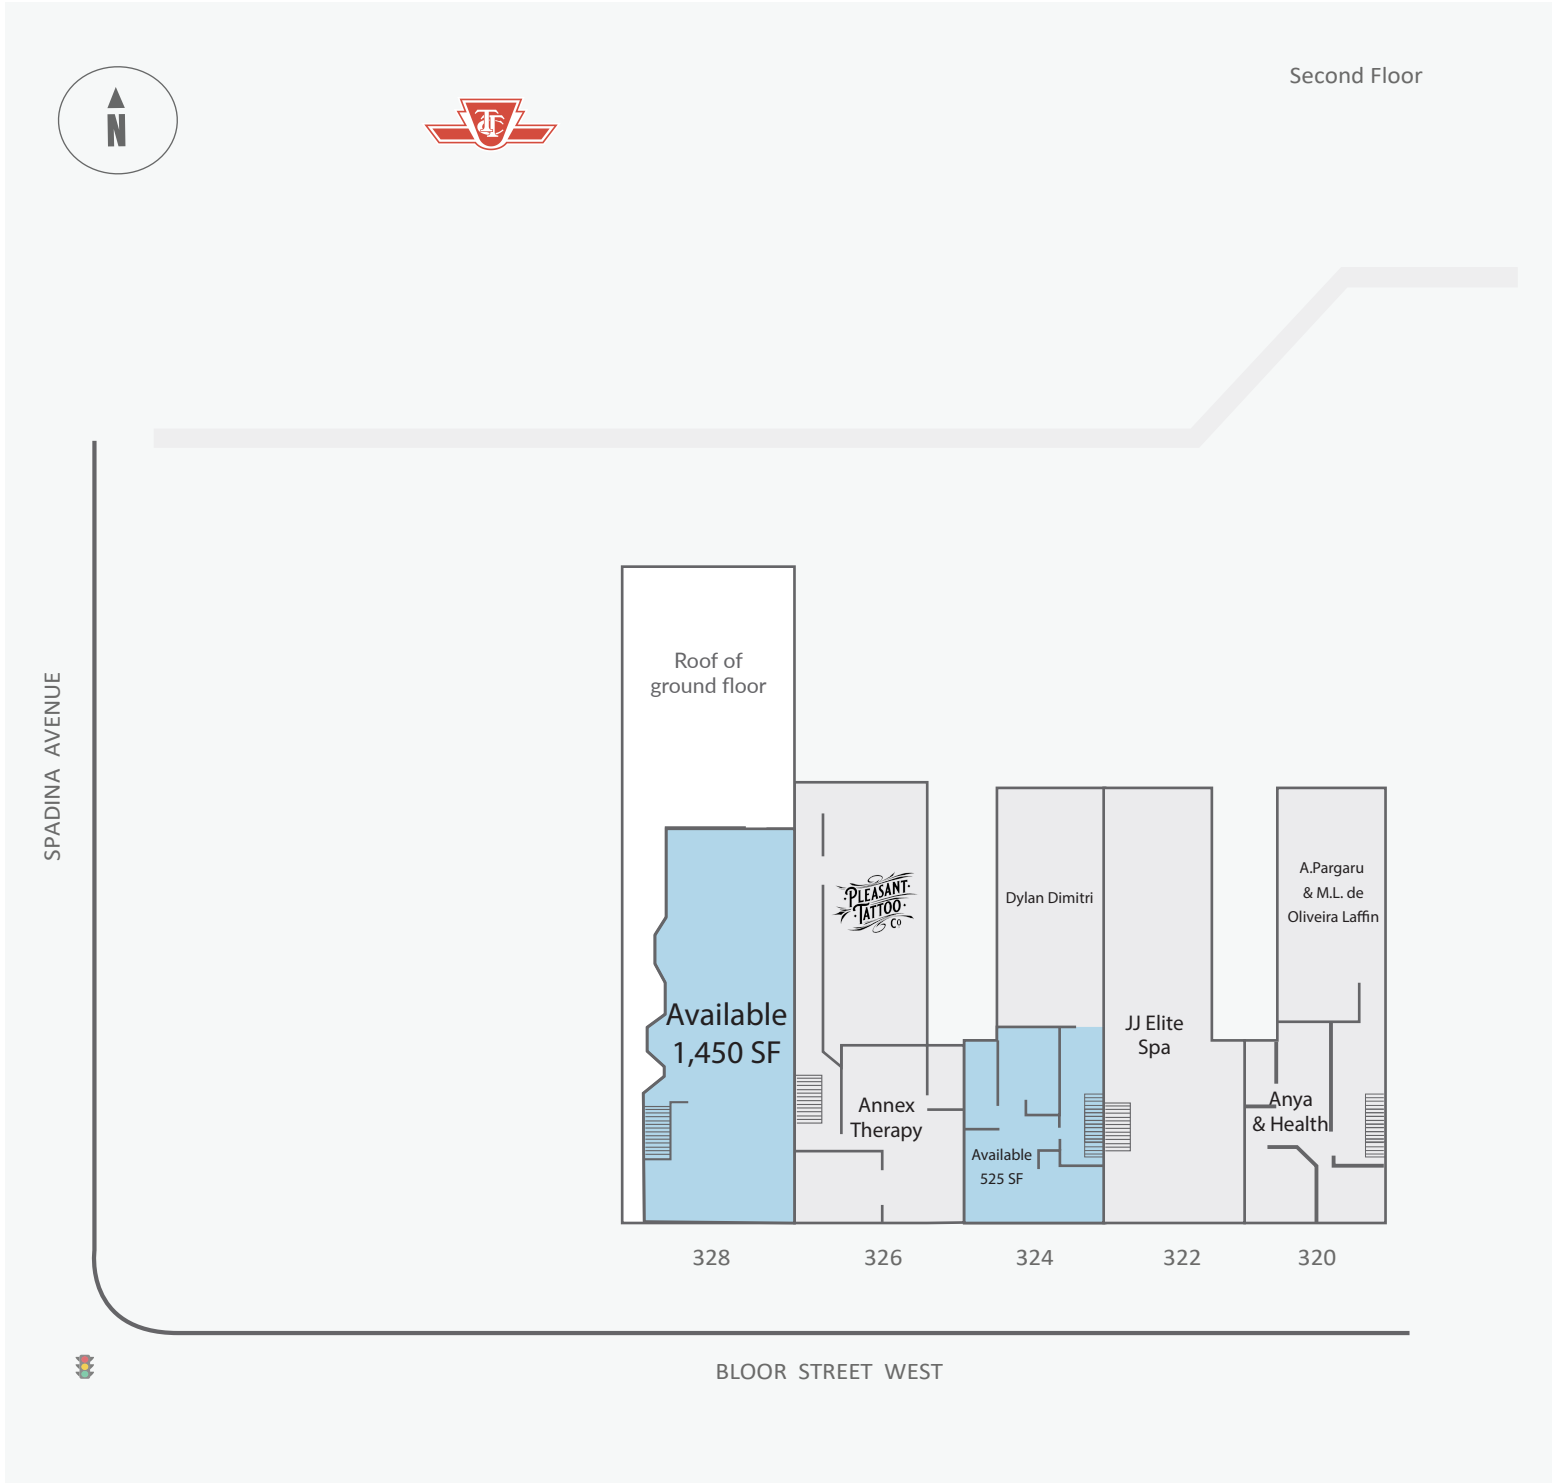 Second Floor
N
TTC
SPADINA AVENUE
Roof of
ground floor
Available
1,450 SF
PLEASANT
TATTOO
Co
Annex
Therapy
Dylan Dimitri
Available
525 SF
JJ Elite
Spa
A.Pargaru
& M.L. de
Oliveira Laffin
Anya
& Health
328
326
324
322
320
BLOOR STREET WEST